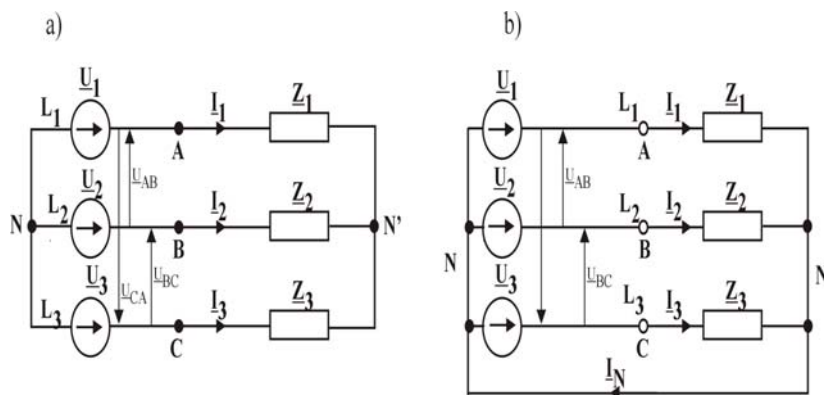 a)
U1
L1
I1
Z1
A
UAB
U2
L2
I2
Z2
N
N'
B
U3
UBC
UCA
L3
I3
Z3
C
b)
U1
L1
I1
Z1
A
UAB
U2
L2
I2
Z2
B
N
N
U3
UBC
L3
I3
Z3
C
IN